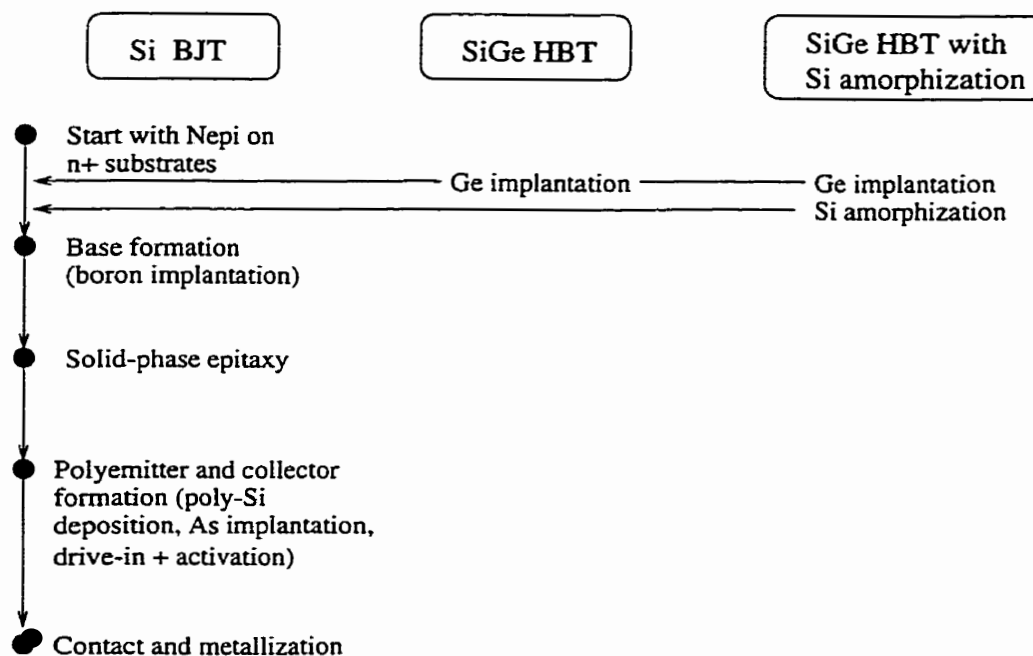 Si BJT
SiGe HBT
SiGe HBT with
Si amorphization
Start with Nepi on
n+ substrates
Ge implantation
Ge implantation
Si amorphization
Base formation
(boron implantation)
Solid-phase epitaxy
Polyemitter and collector
formation (poly-Si
deposition, As implantation,
drive-in + activation)
Contact and metallization